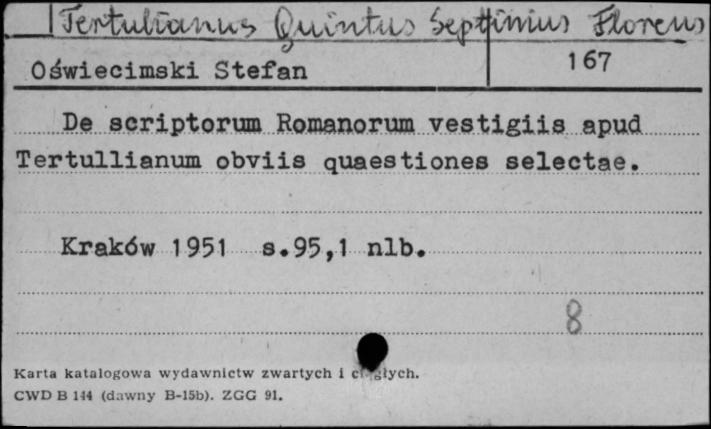 Tertulianus Quintus Septimius Florens
Oświecimski Stefan 167
De scriptorum Romanorum vestigiis apud
Tertullianum obviis quaestiones selectae.
Kraków 1951 s.95,1 nlb.
8
Karta katalogowa wydawnictw zwartych i ciągłych.
CWD B 144 (dawny B-15b). ZGG 91.